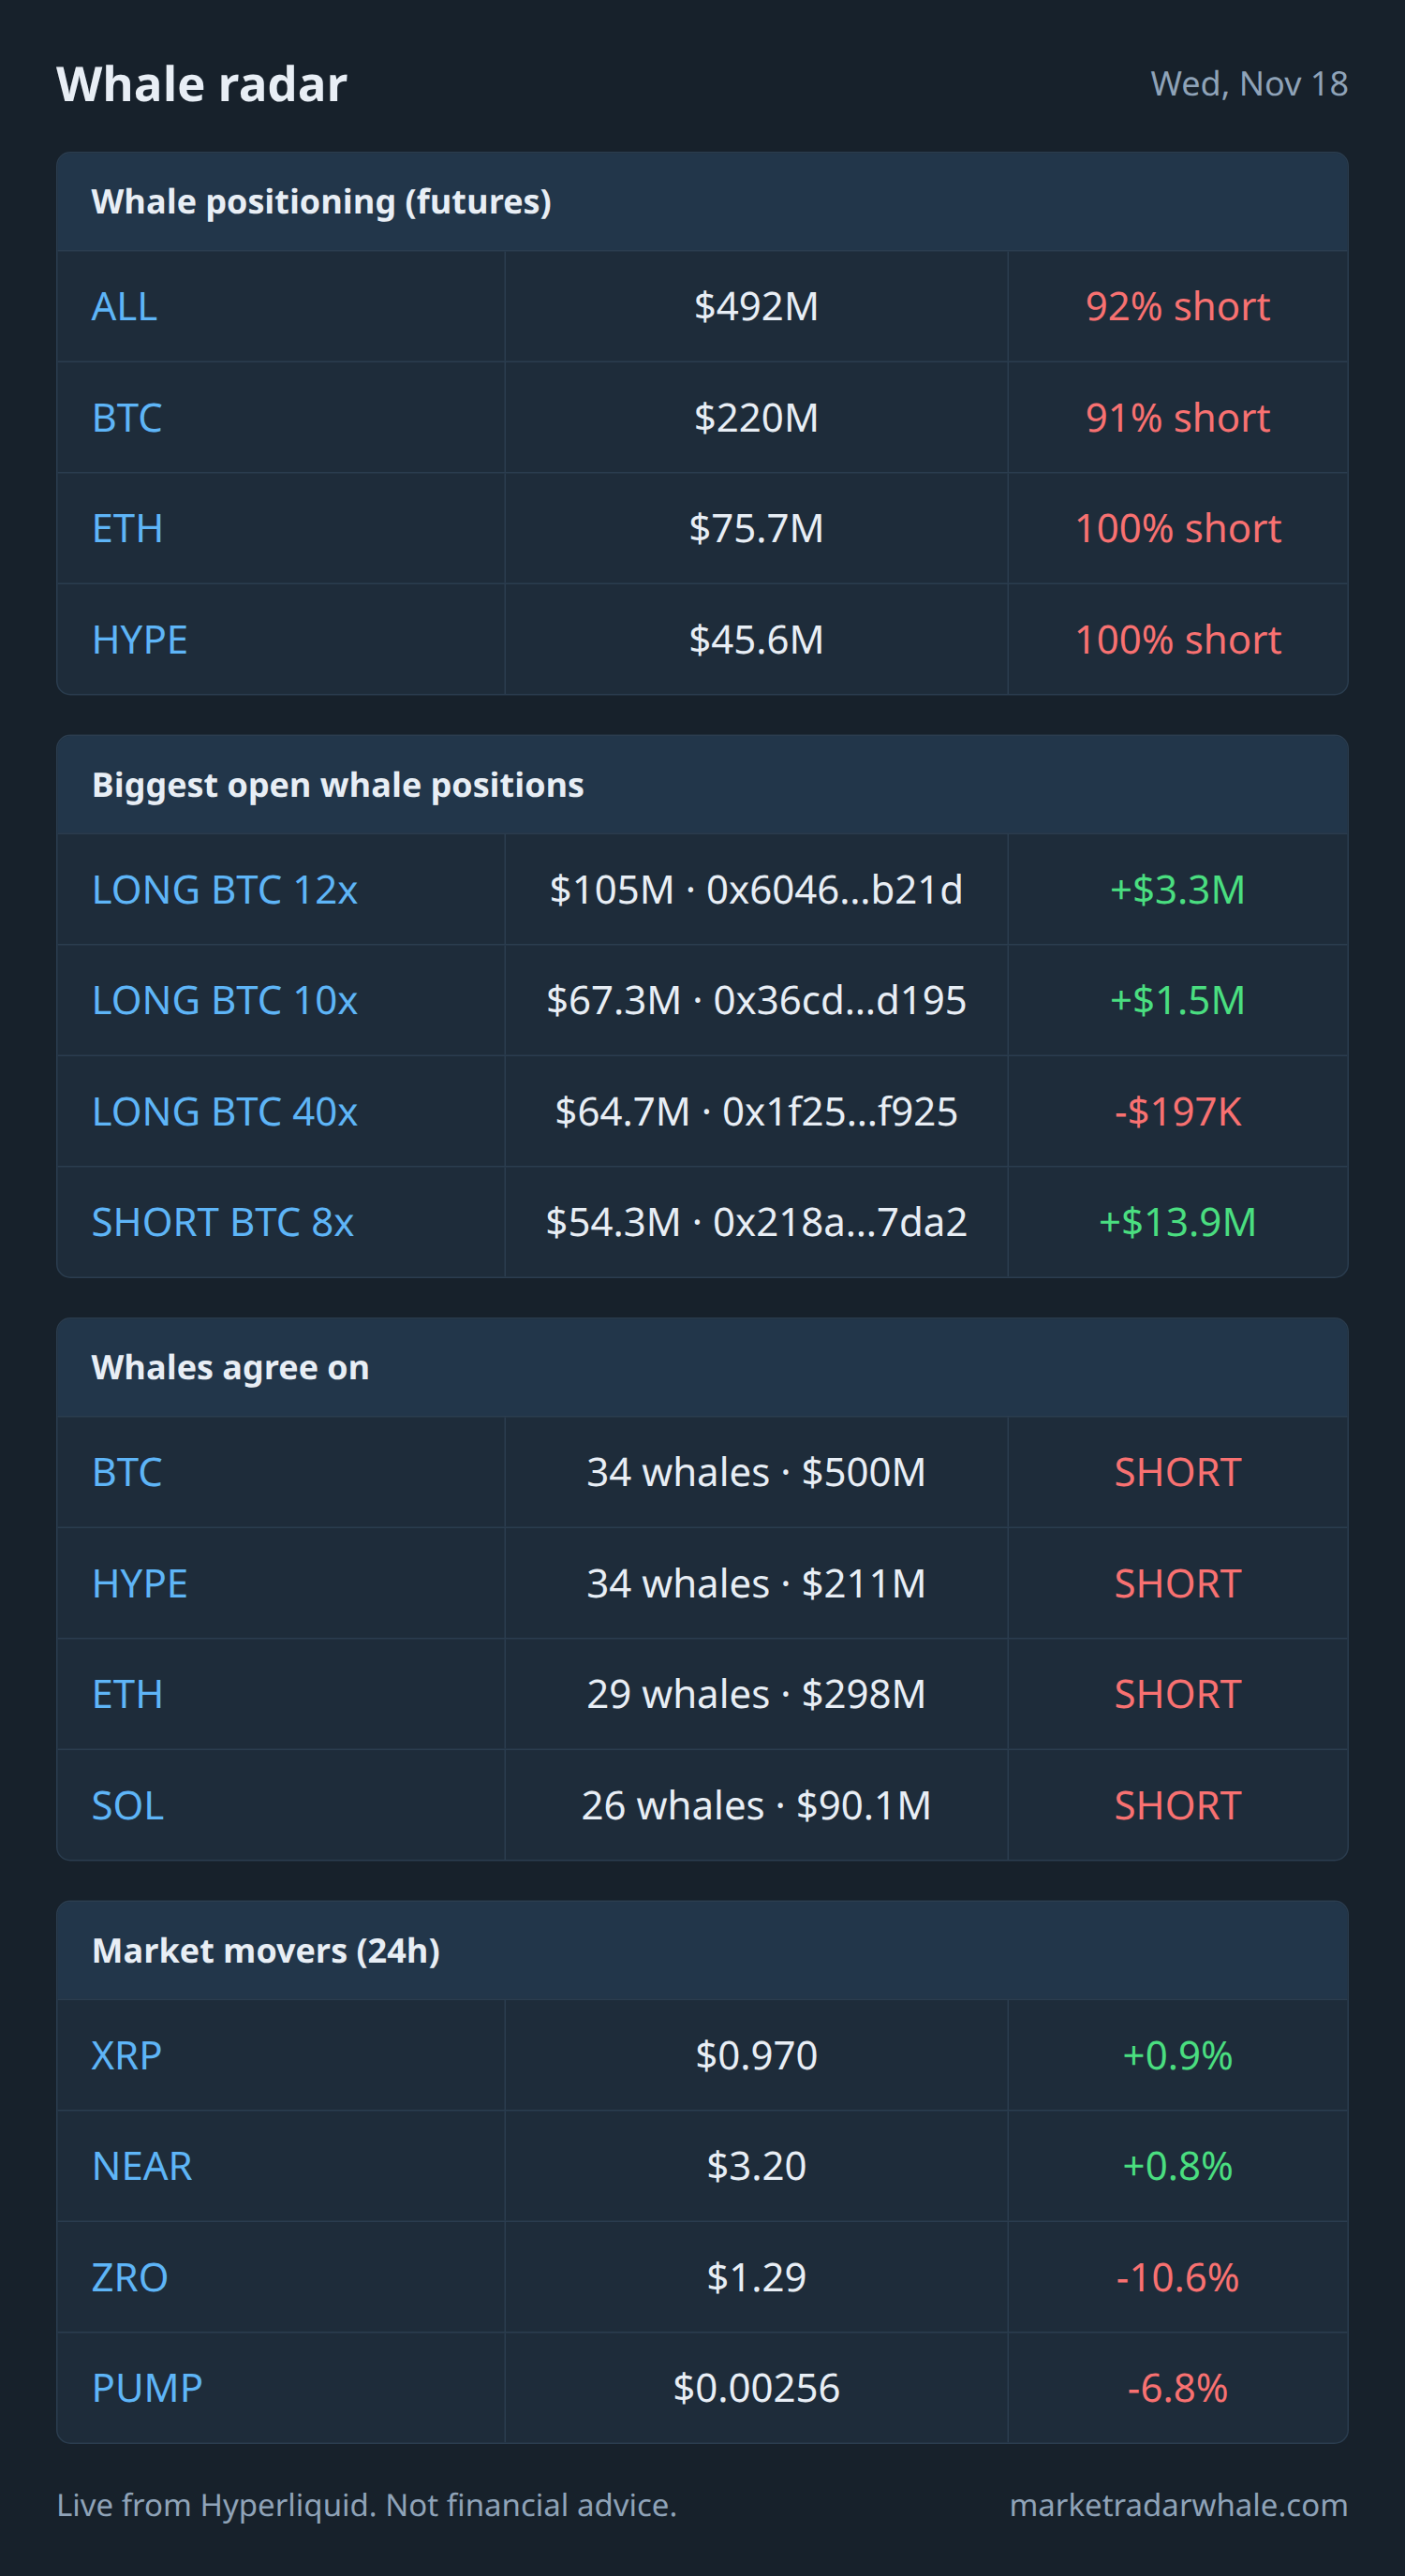 Whale radar Wed, Nov 18
Whale positioning (futures)
ALL $492M 92% short
BTC $220M 91% short
ETH $75.7M 100% short
HYPE $45.6M 100% short
Biggest open whale positions
LONG BTC 12x $105M · 0x6046...b21d +$3.3M
LONG BTC 10x $67.3M · 0x36cd...d195 +$1.5M
LONG BTC 40x $64.7M · 0x1f25...f925 -$197K
SHORT BTC 8x $54.3M · 0x218a...7da2 +$13.9M
Whales agree on
BTC 34 whales · $500M SHORT
HYPE 34 whales · $211M SHORT
ETH 29 whales · $298M SHORT
SOL 26 whales · $90.1M SHORT
Market movers (24h)
XRP $0.970 +0.9%
NEAR $3.20 +0.8%
ZRO $1.29 -10.6%
PUMP $0.00256 -6.8%
Live from Hyperliquid. Not financial advice. marketradarwhale.com